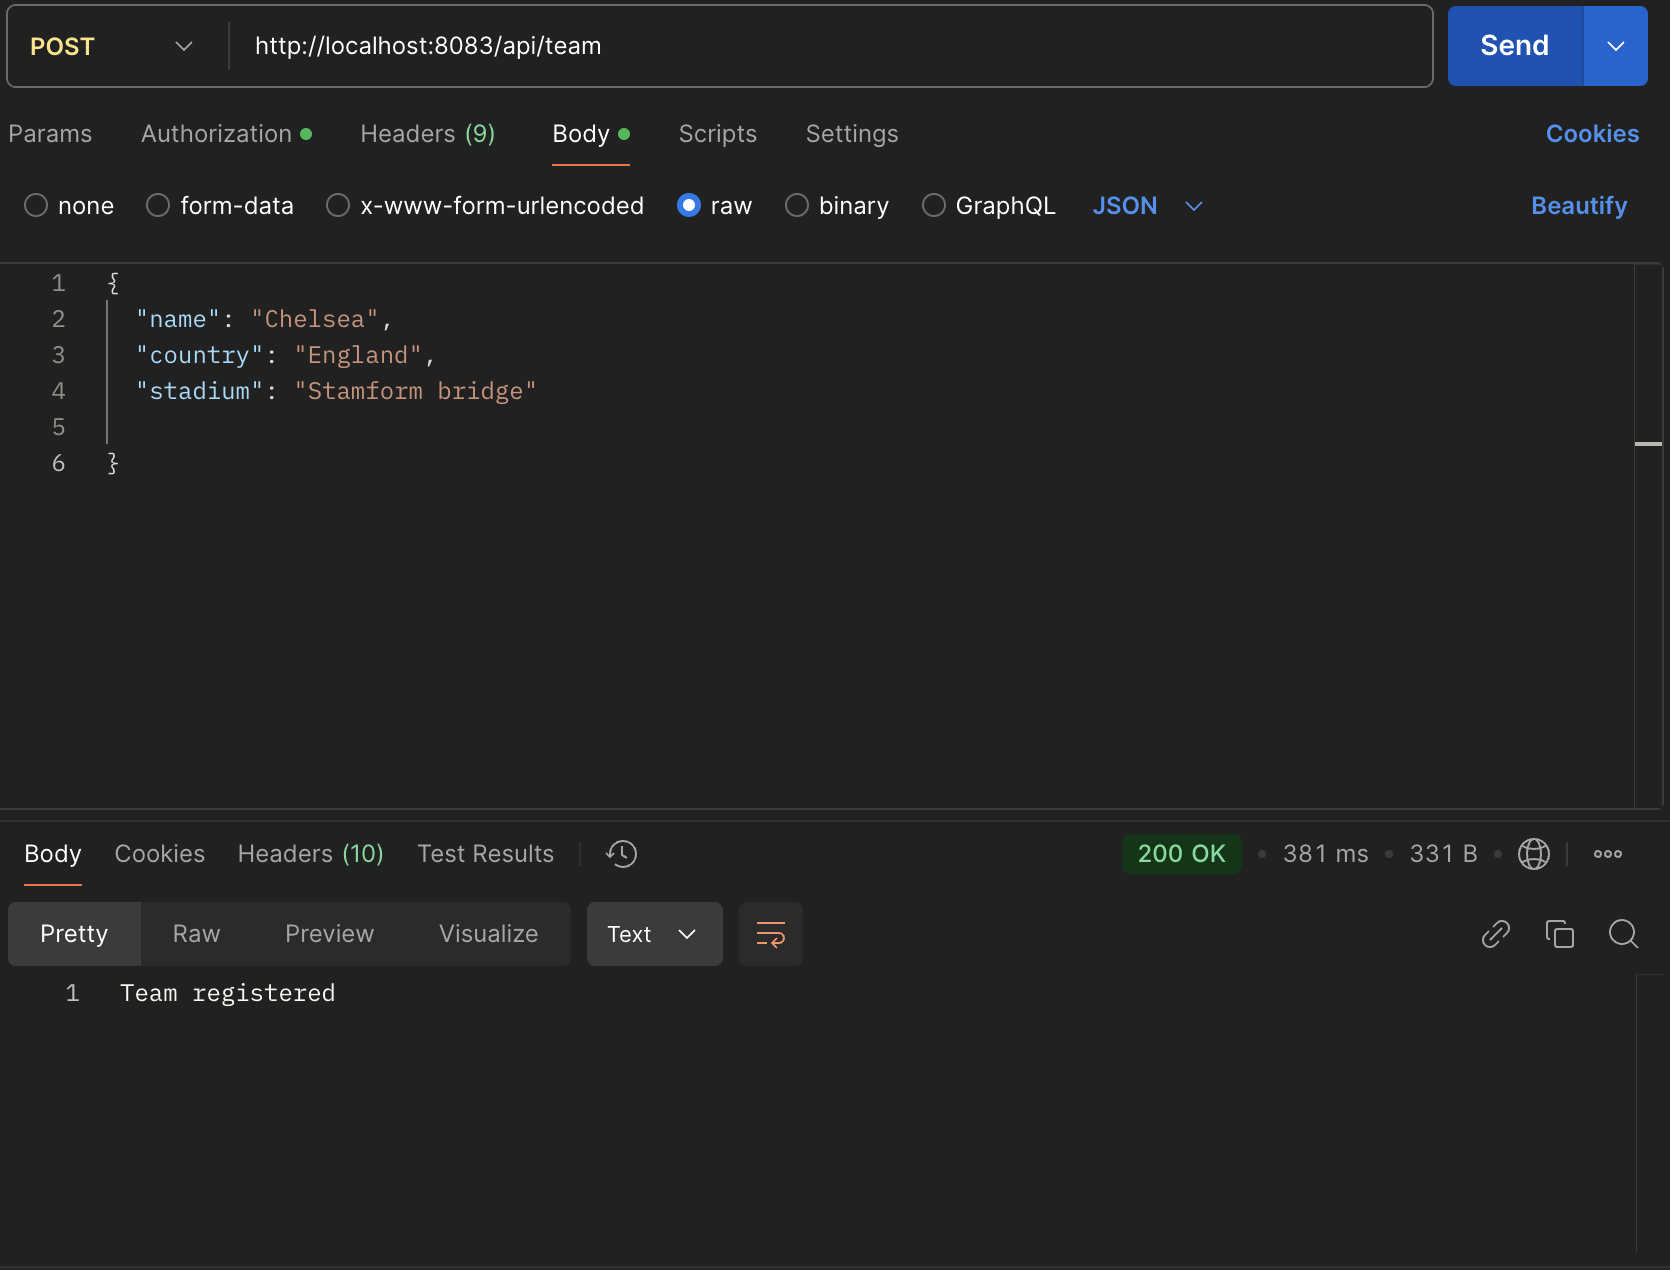 POST http://localhost:8083/api/team Send
Params Authorization Headers (9) Body Scripts Settings Cookies
none form-data x-www-form-urlencoded raw binary GraphQL JSON Beautify
1 {
2 "name": "Chelsea",
3 "country": "England",
4 "stadium": "Stamform bridge"
5
6 }
Body Cookies Headers (10) Test Results 200 OK 381 ms 331 B
Pretty Raw Preview Visualize Text
1 Team registered